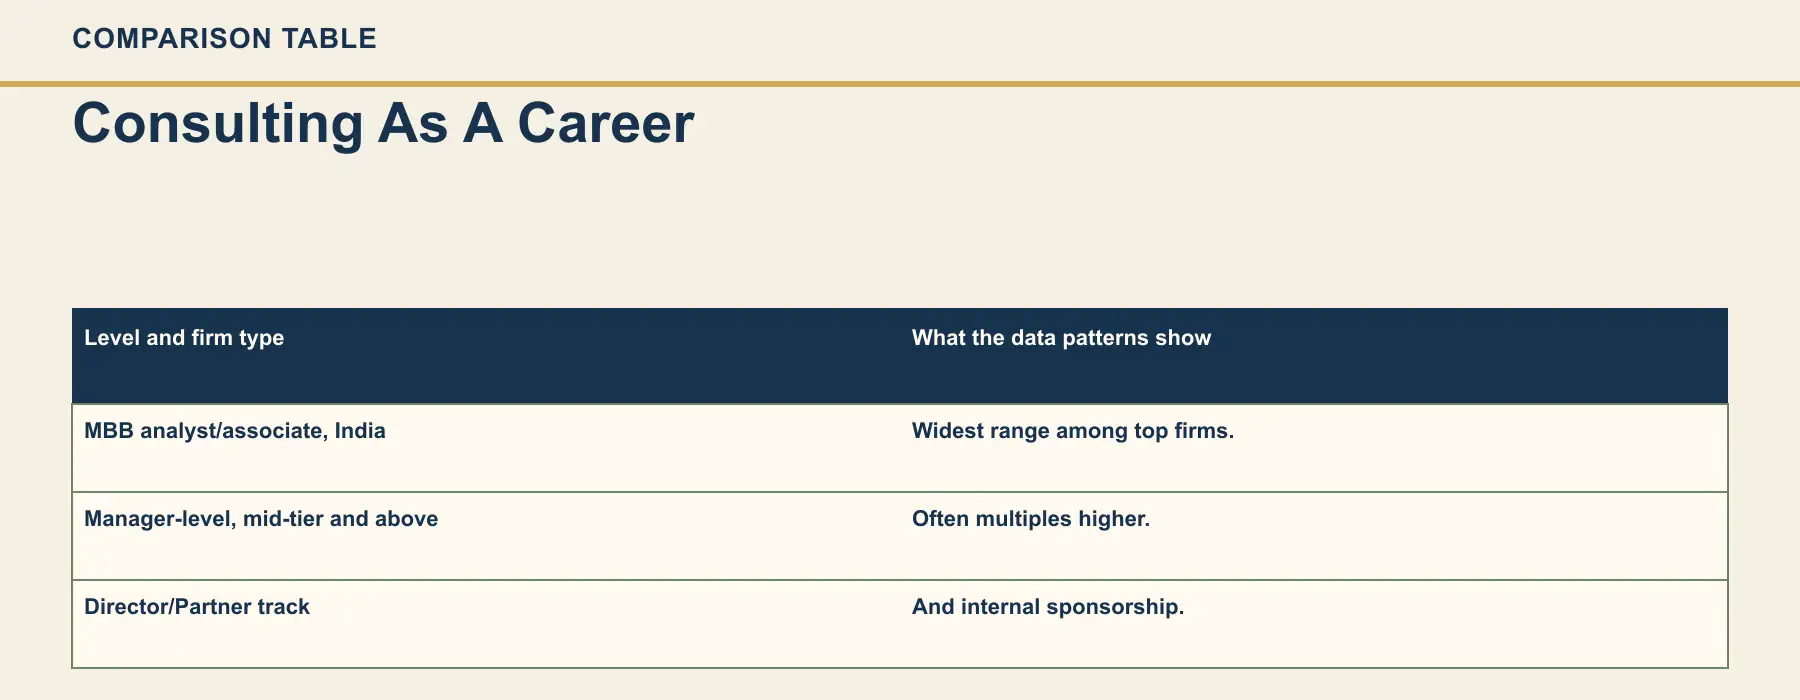 COMPARISON TABLE
Consulting As A Career
Level and firm type
What the data patterns show
MBB analyst/associate, India
Widest range among top firms.
Manager-level, mid-tier and above
Often multiples higher.
Director/Partner track
And internal sponsorship.